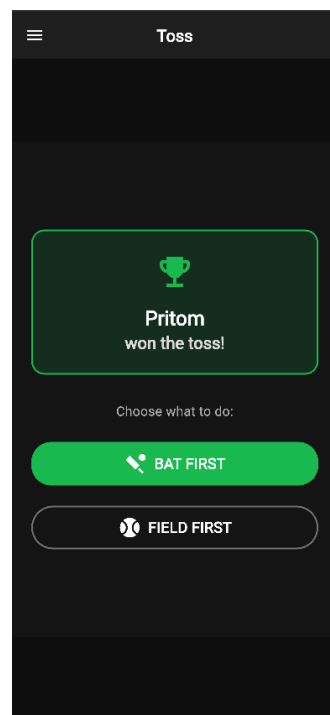 Toss
Pritom
won the toss!
Choose what to do:
BAT FIRST
FIELD FIRST